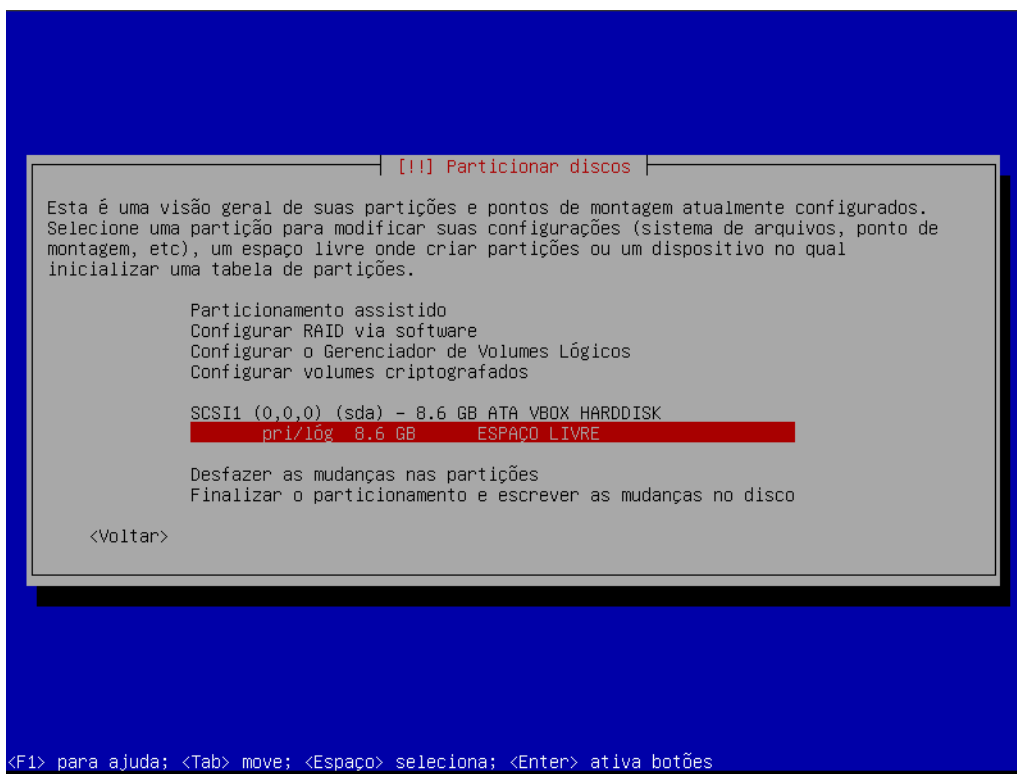 [!!] Particionar discos
Esta é uma visão geral de suas partições e pontos de montagem atualmente configurados.
Selecione uma partição para modificar suas configurações (sistema de arquivos, ponto de
montagem, etc), um espaço livre onde criar partições ou um dispositivo no qual
inicializar uma tabela de partições.
Particionamento assistido
Configurar RAID via software
Configurar o Gerenciador de Volumes Lógicos
Configurar volumes criptografados
SCSI1 (0,0,0) (sda) - 8.6 GB ATA VBOX HARDDISK
pri/lóg 8.6 GB ESPAÇO LIVRE
Desfazer as mudanças nas partições
Finalizar o particionamento e escrever as mudanças no disco
<Voltar>
<F1> para ajuda; <Tab> move; <Espaço> seleciona; <Enter> ativa botões